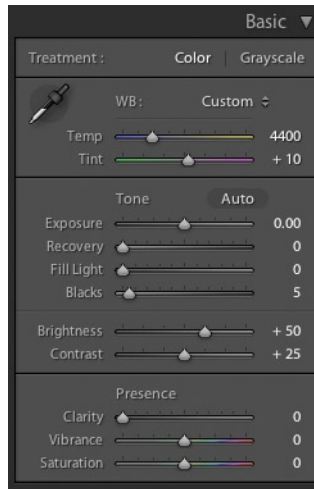 Basic
Treatment : Color | Grayscale
WB : Custom
Temp 4400
Tint + 10
Tone Auto
Exposure 0.00
Recovery 0
Fill Light 0
Blacks 5
Brightness + 50
Contrast + 25
Presence
Clarity 0
Vibrance 0
Saturation 0